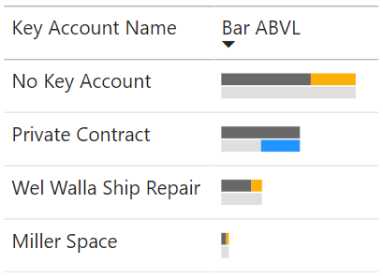 Key Account Name Bar ABVL
No Key Account
Private Contract
Wel Walla Ship Repair
Miller Space